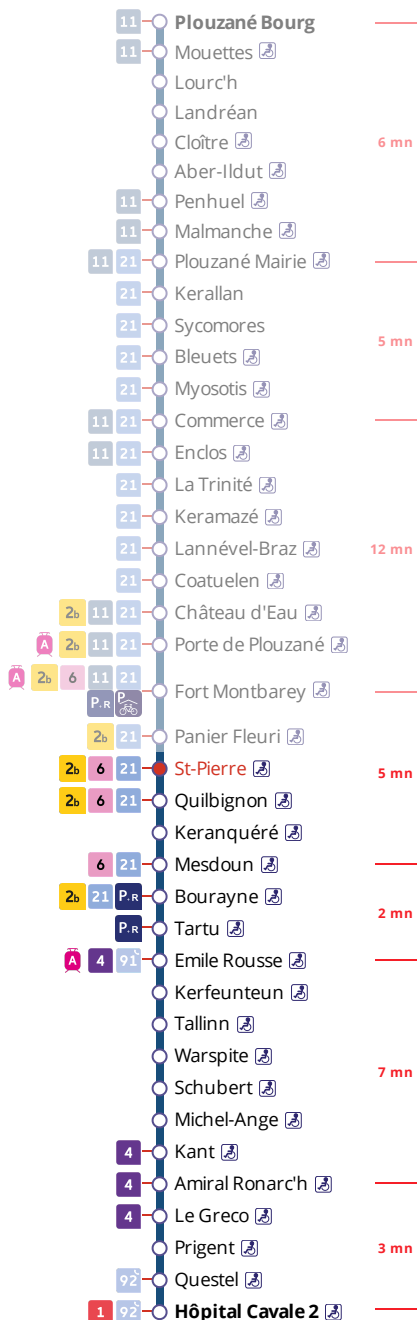 11 Plouzané Bourg
11 Mouettes
Lourc'h
Landréan
Cloître 6 mn
Aber-Ildut
11 Penhuel
11 Malmanche
11 21 Plouzané Mairie
21 Kerallan
21 Sycomores
5 mn
21 Bleuets
21 Myosotis
11 21 Commerce
11 21 Enclos
21 La Trinité
21 Keramazé
21 Lannével-Braz 12 mn
21 Coatuelen
2b 11 21 Château d'Eau
A 2b 11 21 Porte de Plouzané
A 2b 6 11 21
Fort Montbarey
P+R P
2b 21 Panier Fleuri
2b 6 21 St-Pierre 5 mn
2b 6 21 Quilbignon
Keranquéré
6 21 Mesdoun
2b 21 P+R Bourayne
2 mn
P+R Tartu
A 4 91 Emile Rousse
Kerfeunteun
Tallinn
Warspite
7 mn
Schubert
Michel-Ange
4 Kant
4 Amiral Ronarc'h
4 Le Greco
Prigent 3 mn
92 Questel
1 92 Hôpital Cavale 2